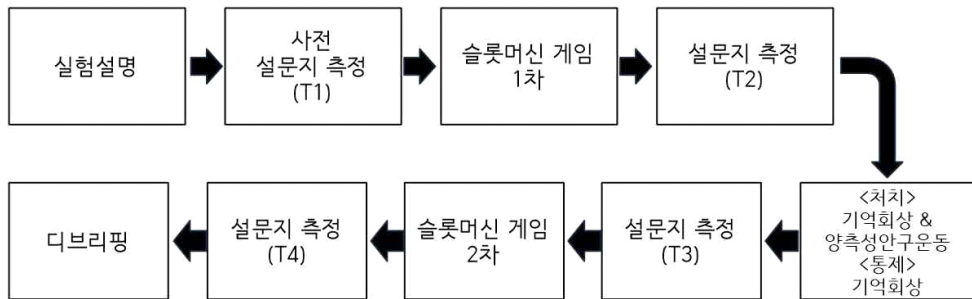 실험설명
사전
설문지 측정
(T1)
슬롯머신 게임
1차
설문지 측정
(T2)
<처치>
기억회상 &
양측성안구운동
<통제>
기억회상
설문지 측정
(T3)
슬롯머신 게임
2차
설문지 측정
(T4)
디브리핑